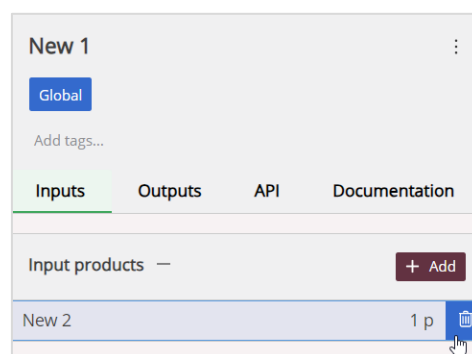 New 1
Global
Add tags...
Inputs Outputs API Documentation
Input products
+ Add
New 2 1 p